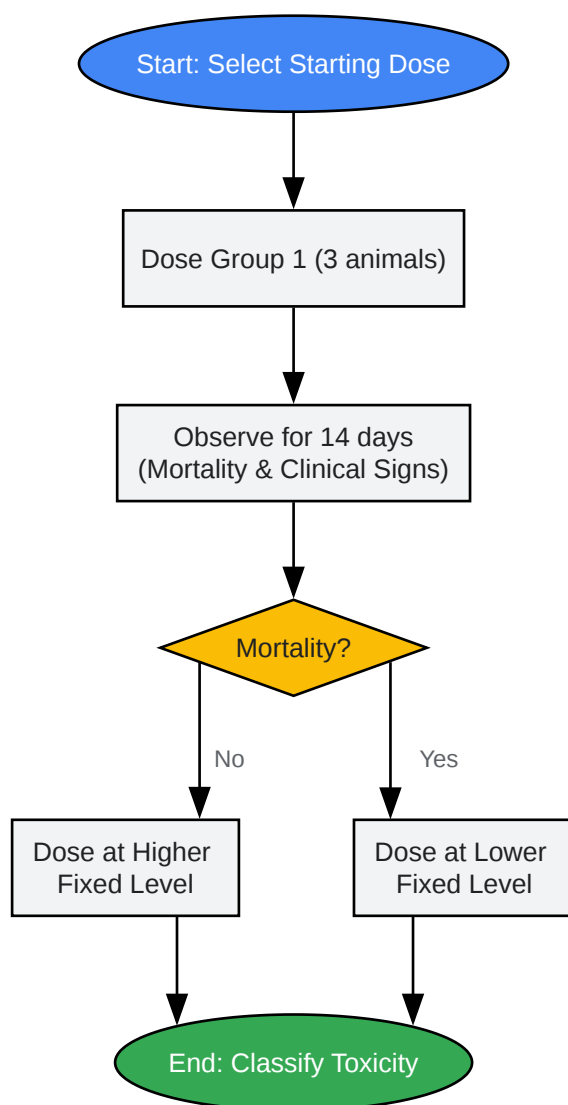 Start: Select Starting Dose
Dose Group 1 (3 animals)
Observe for 14 days
(Mortality & Clinical Signs)
Mortality?
No
Yes
Dose at Higher
Fixed Level
Dose at Lower
Fixed Level
End: Classify Toxicity